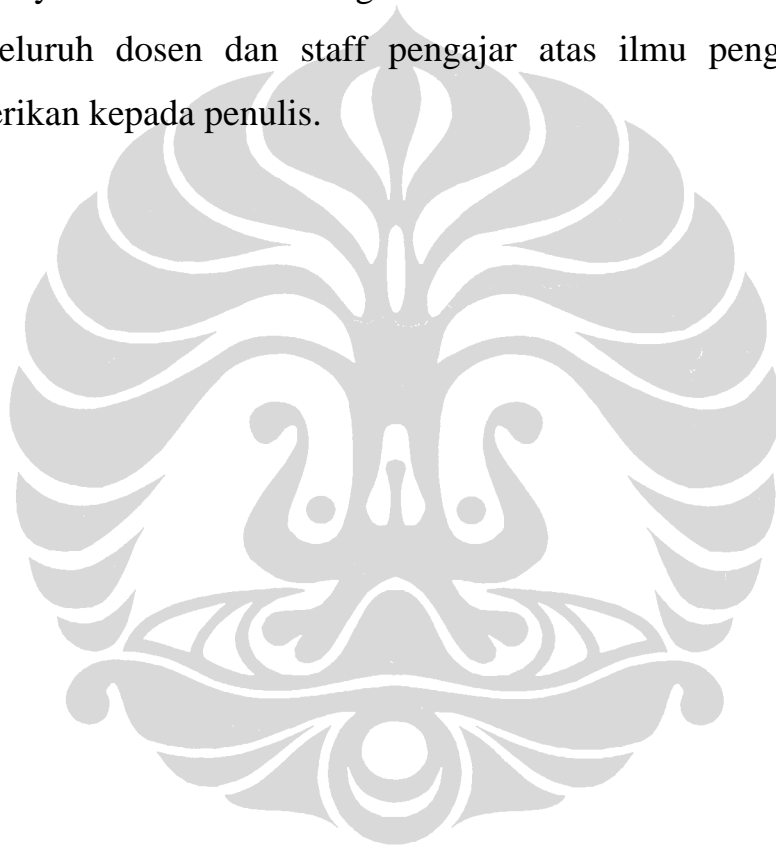 eluruh dosen dan staff pengajar atas ilmu peng
erikan kepada penulis.